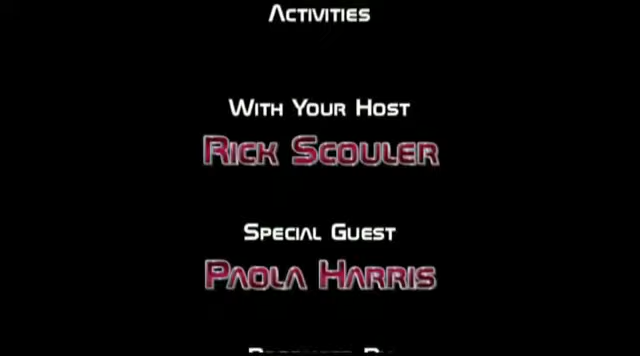 Activities
With Your Host
Rick Scouler
Special Guest
Paola Harris